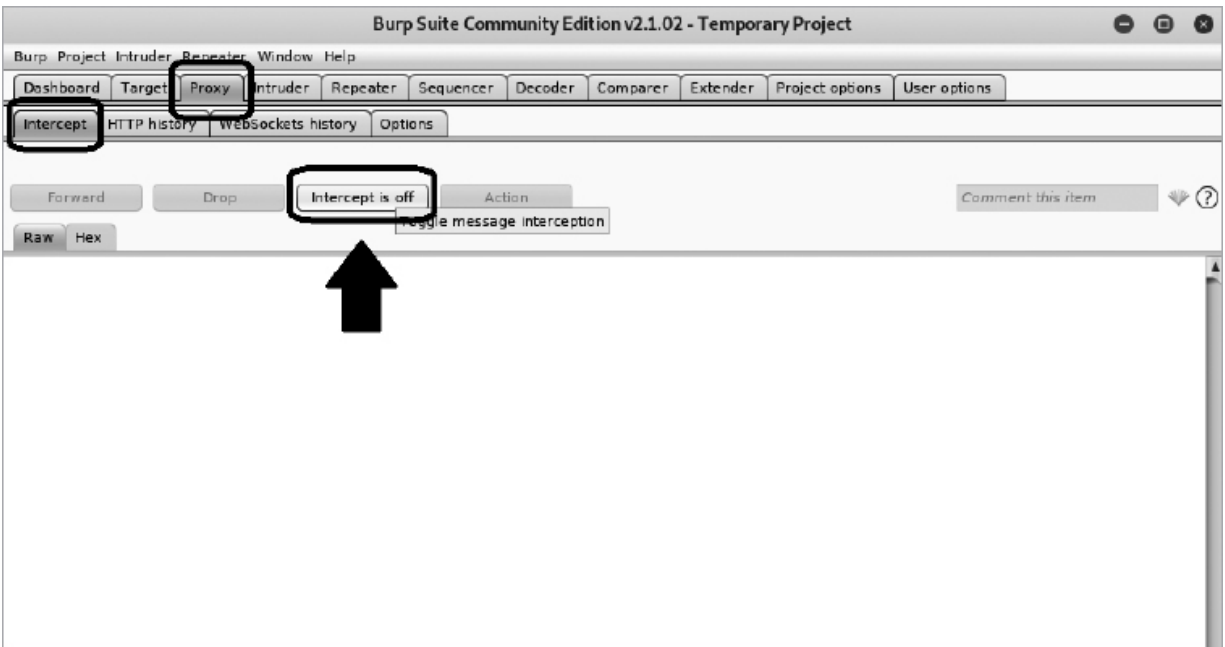 Burp Suite Community Edition v2.1.02 - Temporary Project
Burp Project Intruder Repeater Window Help
Dashboard Target Proxy Intruder Repeater Sequencer Decoder Comparer Extender Project options User options
Intercept HTTP history WebSockets history Options
Forward Drop Intercept is off Action Comment this item ?
Toggle message interception
Raw Hex